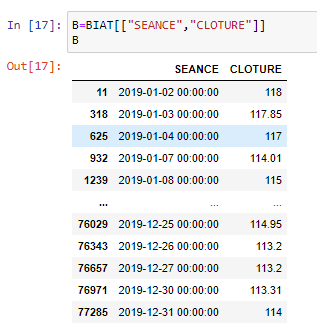 In [17]: B=BIAT[["SEANCE","CLOTURE"]]
B
Out[17]:
SEANCE CLOTURE
11 2019-01-02 00:00:00 118
318 2019-01-03 00:00:00 117.85
625 2019-01-04 00:00:00 117
932 2019-01-07 00:00:00 114.01
1239 2019-01-08 00:00:00 115
... ... ...
76029 2019-12-25 00:00:00 114.95
76343 2019-12-26 00:00:00 113.2
76657 2019-12-27 00:00:00 113.2
76971 2019-12-30 00:00:00 113.31
77285 2019-12-31 00:00:00 114